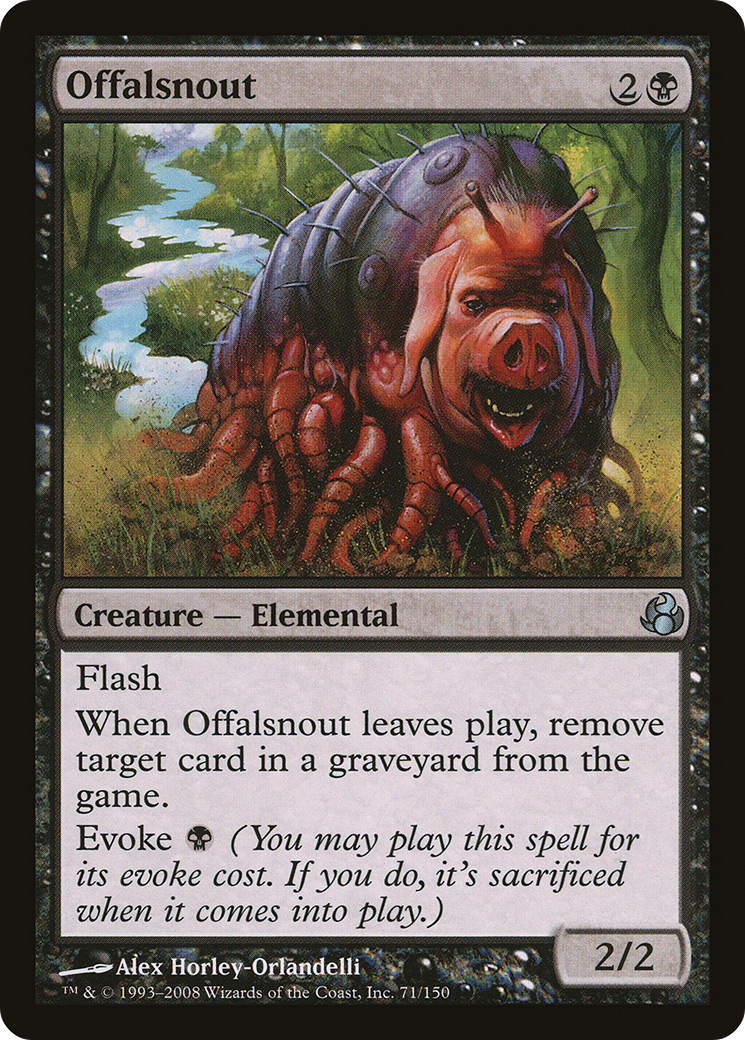 Offalsnout 2
Creature — Elemental
Flash
When Offalsnout leaves play, remove
target card in a graveyard from the
game.
Evoke (You may play this spell for
its evoke cost. If you do, it's sacrificed
when it comes into play.)
2/2
Alex Horley-Orlandelli
™ & © 1993–2008 Wizards of the Coast, Inc. 71/150